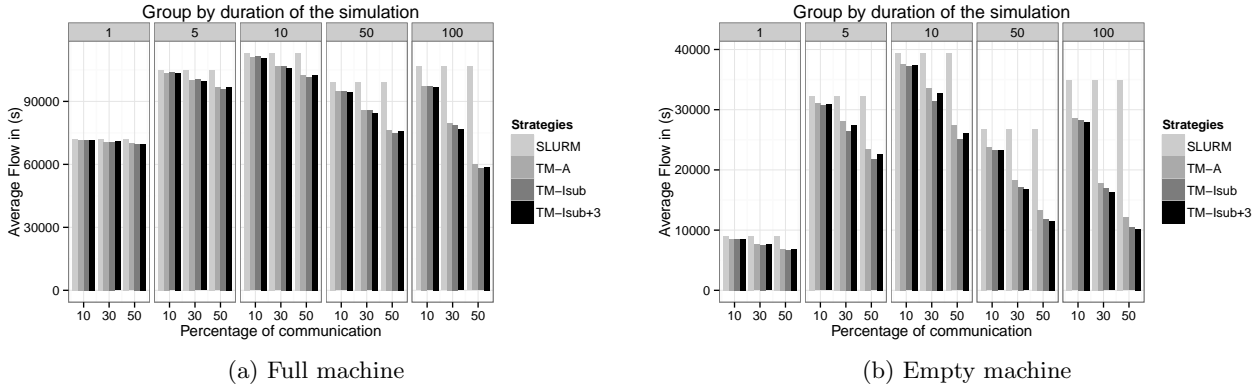 Group by duration of the simulation
1 5 10 50 100
Average Flow in (s)
90000
60000
30000
0
10 30 50 10 30 50 10 30 50 10 30 50 10 30 50
Percentage of communication
Strategies
SLURM
TM−A
TM−Isub
TM−Isub+3
(a) Full machine
Group by duration of the simulation
1 5 10 50 100
Average Flow in (s)
40000
30000
20000
10000
0
10 30 50 10 30 50 10 30 50 10 30 50 10 30 50
Percentage of communication
Strategies
SLURM
TM−A
TM−Isub
TM−Isub+3
(b) Empty machine